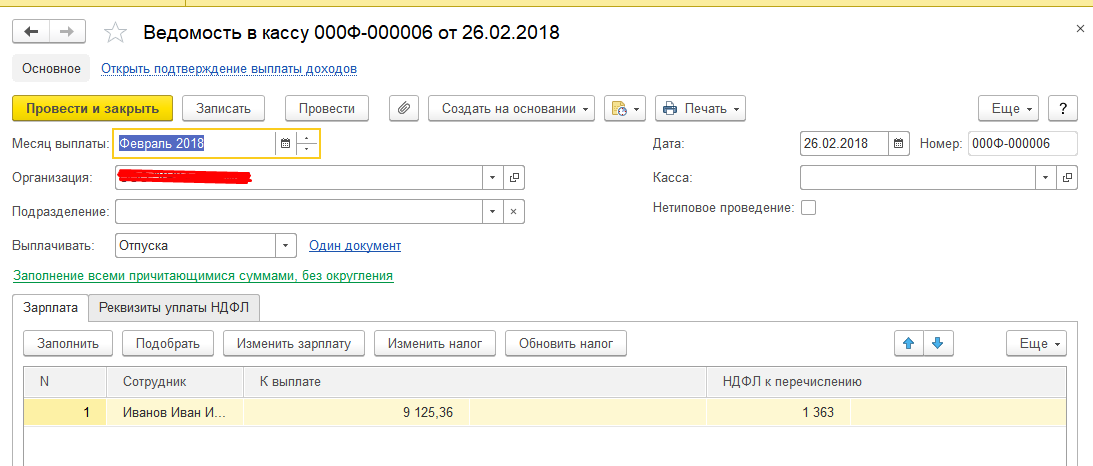 Ведомость в кассу 000Ф-000006 от 26.02.2018
Основное Открыть подтверждение выплаты доходов
Провести и закрыть Записать Провести Создать на основании Печать Еще ?
Месяц выплаты: Февраль 2018 Дата: 26.02.2018 Номер: 000Ф-000006
Организация: Касса:
Подразделение: Нетиповое проведение:
Выплачивать: Отпуска Один документ
Заполнение всеми причитающимися суммами, без округления
Зарплата Реквизиты уплаты НДФЛ
Заполнить Подобрать Изменить зарплату Изменить налог Обновить налог Еще
N Сотрудник К выплате НДФЛ к перечислению
1 Иванов Иван И... 9 125,36 1 363